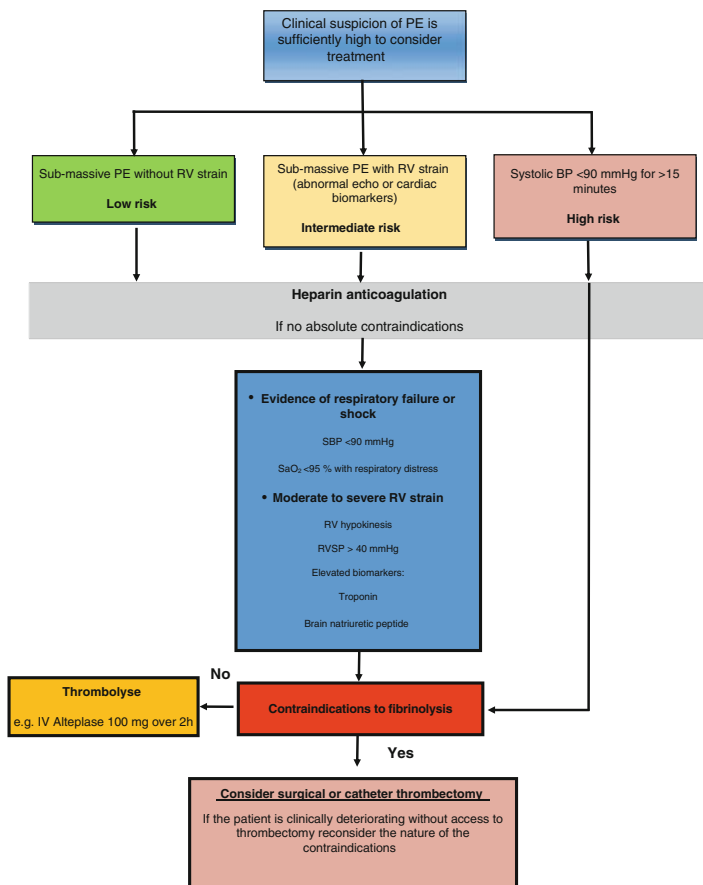 Clinical suspicion of PE is
sufficiently high to consider
treatment
Sub-massive PE without RV strain
Low risk
Sub-massive PE with RV strain
(abnormal echo or cardiac
biomarkers)
Intermediate risk
Systolic BP <90 mmHg for >15
minutes
High risk
Heparin anticoagulation
If no absolute contraindications
• Evidence of respiratory failure or
shock
SBP <90 mmHg
SaO₂ <95 % with respiratory distress
• Moderate to severe RV strain
RV hypokinesis
RVSP > 40 mmHg
Elevated biomarkers:
Troponin
Brain natriuretic peptide
No
Thrombolyse
e.g. IV Alteplase 100 mg over 2h
Contraindications to fibrinolysis
Yes
Consider surgical or catheter thrombectomy
If the patient is clinically deteriorating without access to
thrombectomy reconsider the nature of the
contraindications